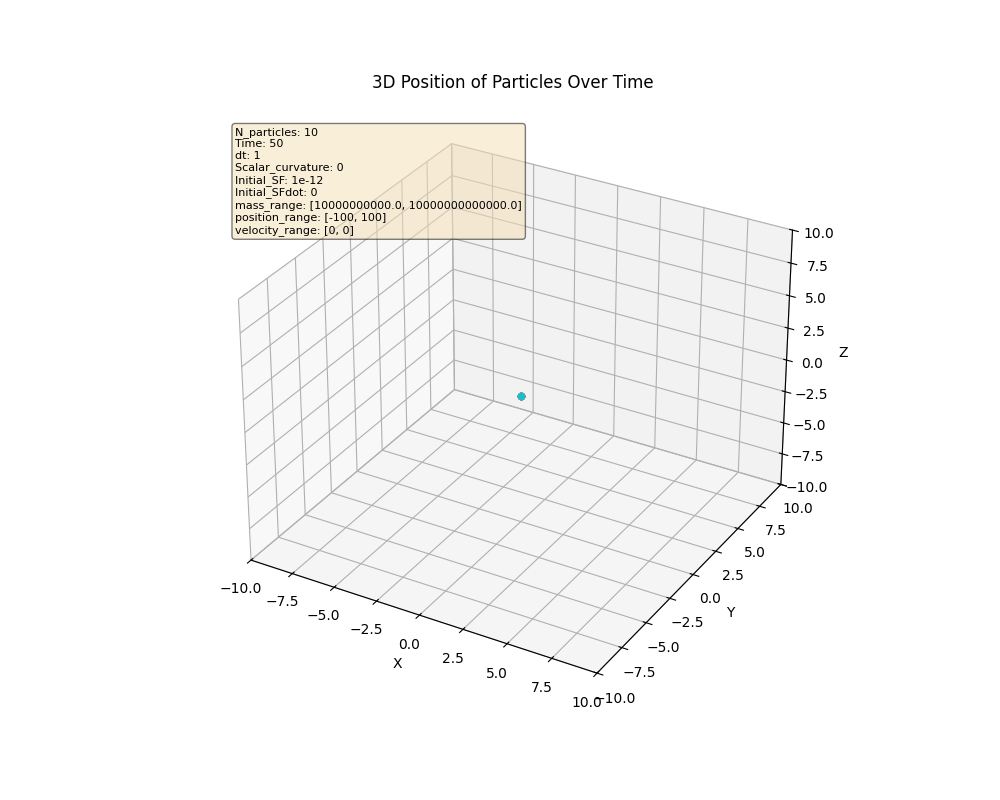 3D Position of Particles Over Time
N_particles: 10
Time: 50
dt: 1
Scalar_curvature: 0
Initial_SF: 1e-12
Initial_SFdot: 0
mass_range: [10000000000.0, 10000000000000.0]
position_range: [-100, 100]
velocity_range: [0, 0]
10.0
7.5
5.0
2.5
0.0
−2.5
−5.0
−7.5
−10.0
Z
10.0
7.5
5.0
2.5
0.0
−2.5
−5.0
−7.5
−10.0
Y
−10.0
−7.5
−5.0
−2.5
0.0
2.5
5.0
7.5
10.0
X